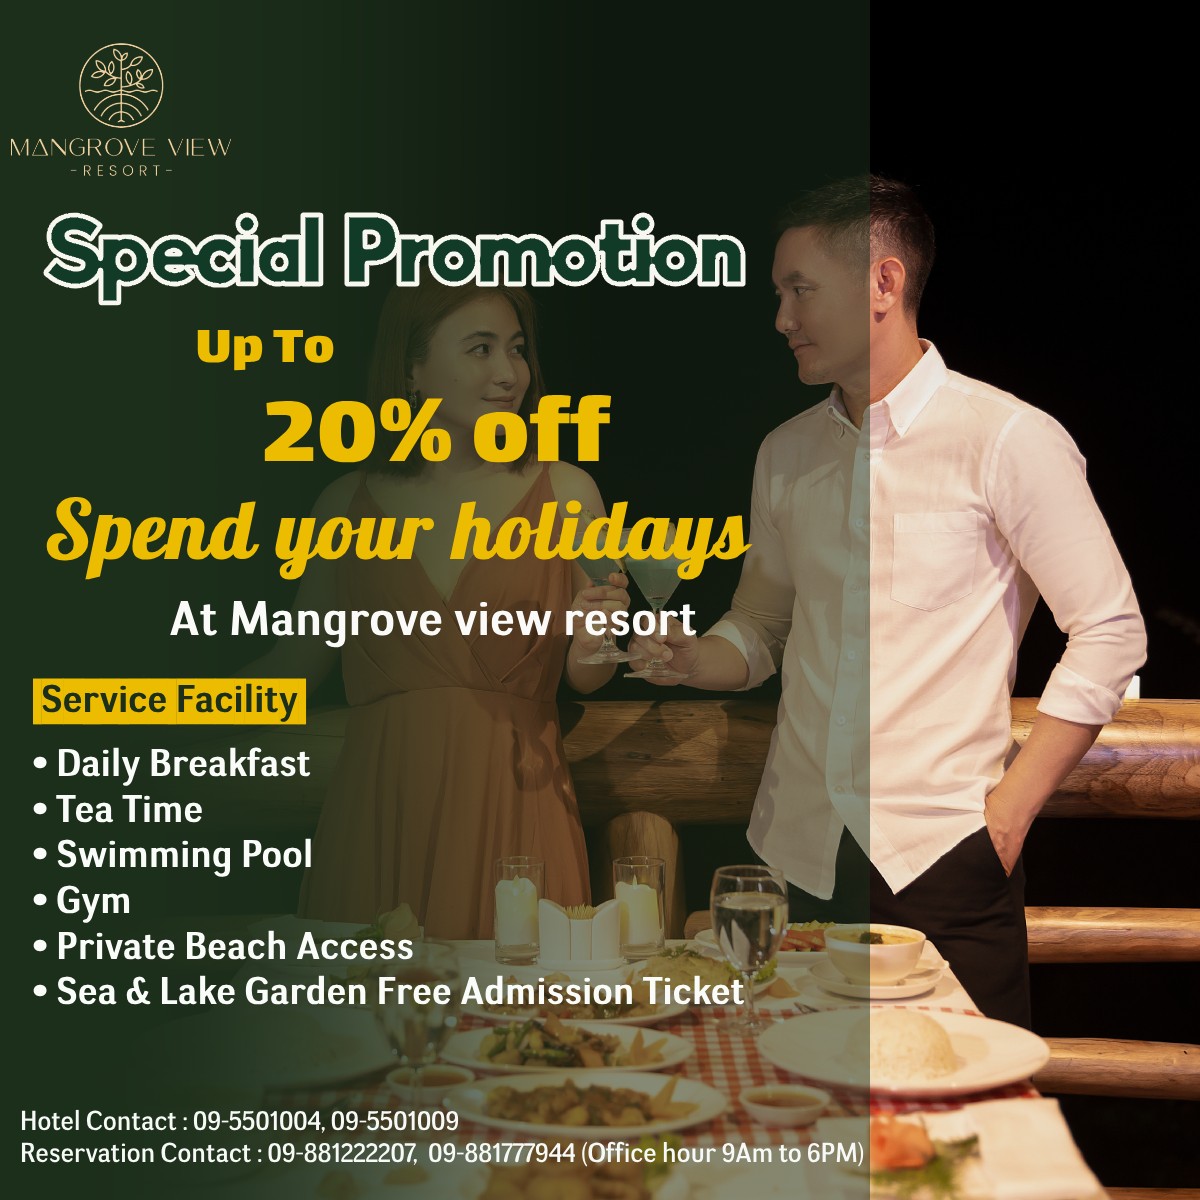 MANGROVE VIEW
-RESORT-
Special Promotion
Up To
20% off
Spend your holidays
At Mangrove view resort
Service Facility
• Daily Breakfast
• Tea Time
• Swimming Pool
• Gym
• Private Beach Access
• Sea & Lake Garden Free Admission Ticket
Hotel Contact : 09-5501004, 09-5501009
Reservation Contact : 09-881222207, 09-881777944 (Office hour 9Am to 6PM)